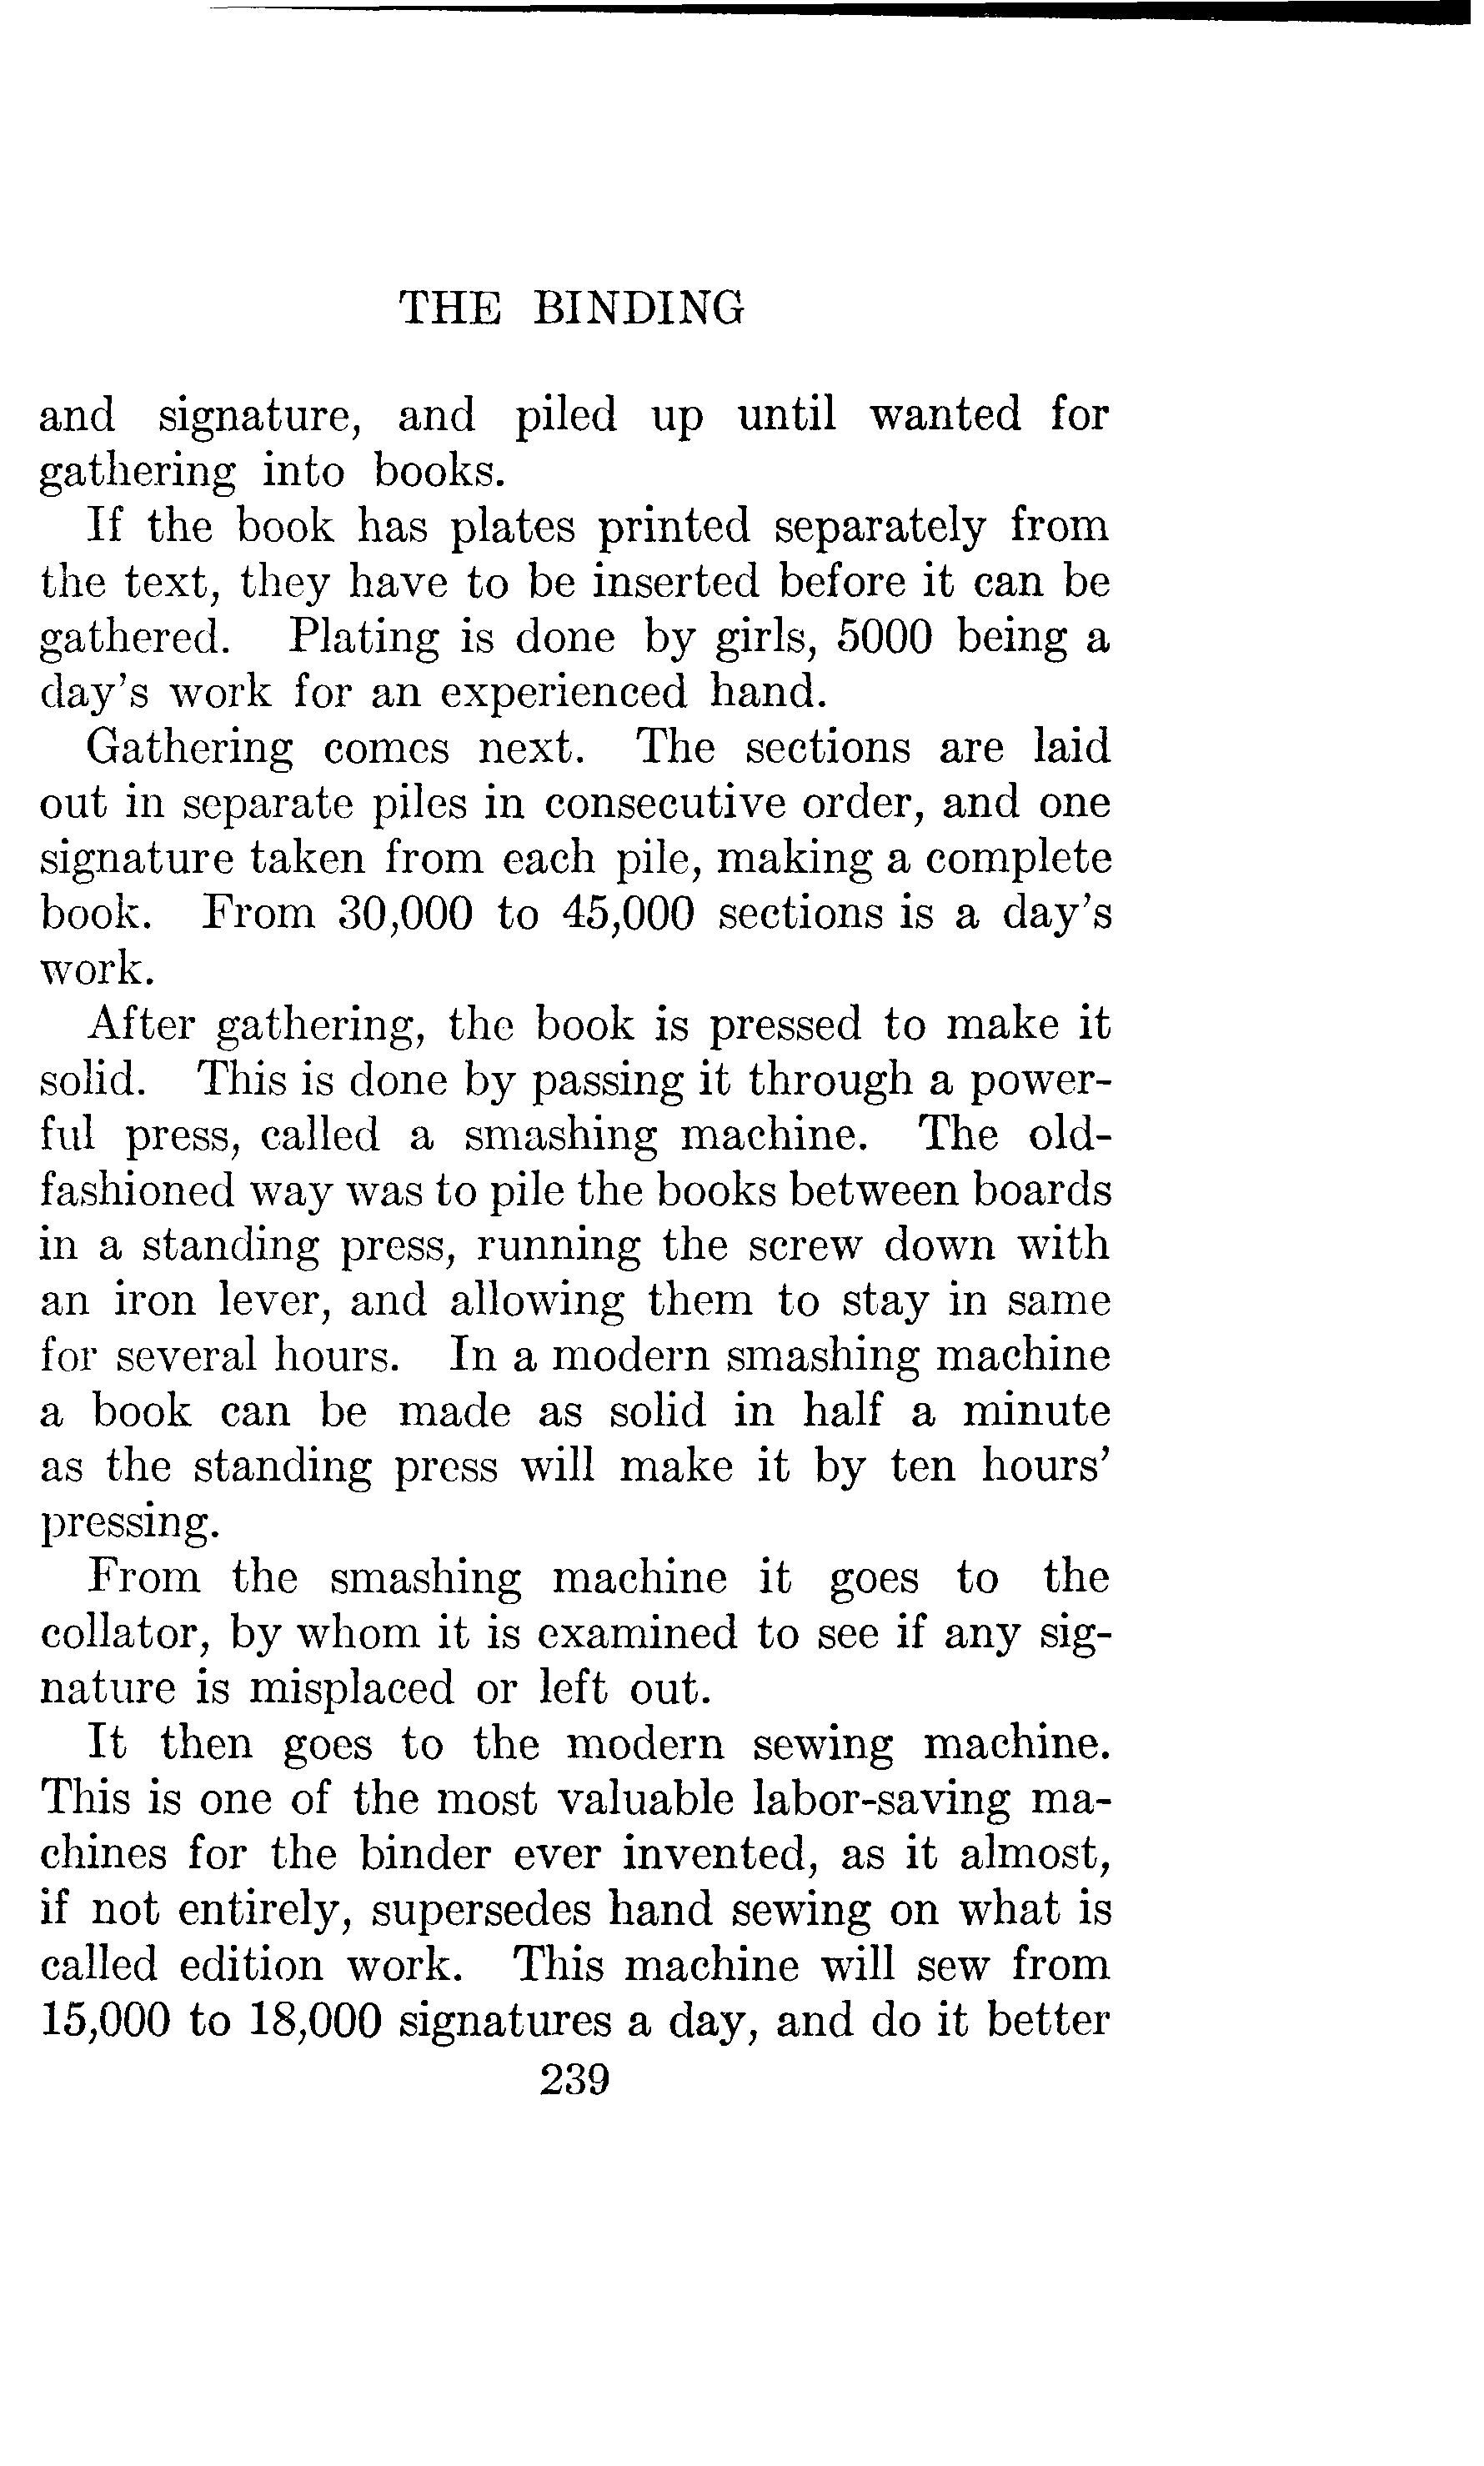 THE BINDING
and signature, and piled up until wanted for
gathering into books.
If the book has plates printed separately from
the text, they have to be inserted before it can be
gathered. Plating is done by girls, 5000 being a
day's work for an experienced hand.
Gathering comes next. The sections are laid
out in separate piles in consecutive order, and one
signature taken from each pile, making a complete
book. From 30,000 to 45,000 sections is a day's
work.
After gathering, the book is pressed to make it
solid. This is done by passing it through a power-
ful press, called a smashing machine. The old-
fashioned way was to pile the books between boards
in a standing press, running the screw down with
an iron lever, and allowing them to stay in same
for several hours. In a modern smashing machine
a book can be made as solid in half a minute
as the standing press will make it by ten hours'
pressing.
From the smashing machine it goes to the
collator, by whom it is examined to see if any sig-
nature is misplaced or left out.
It then goes to the modern sewing machine.
This is one of the most valuable labor-saving ma-
chines for the binder ever invented, as it almost,
if not entirely, supersedes hand sewing on what is
called edition work. This machine will sew from
15,000 to 18,000 signatures a day, and do it better
239